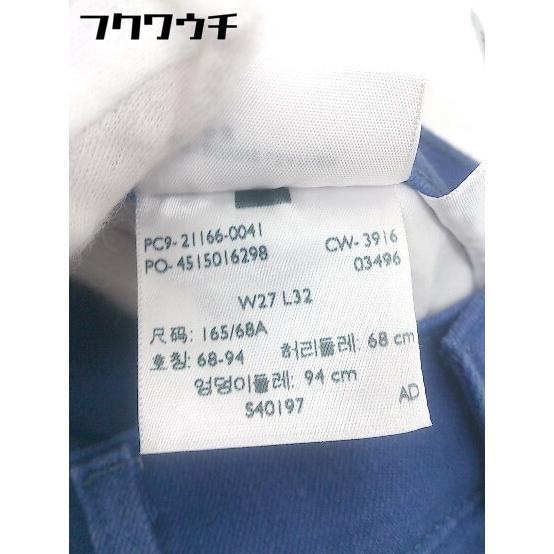 フクワウチ
PC9-21166-0041
PO-4515016298
CW-3916
03496
W27 L32
尺码: 165/68A
호칭: 68-94 허리둘레: 68 cm
엉덩이둘레: 94 cm
S40197 AD